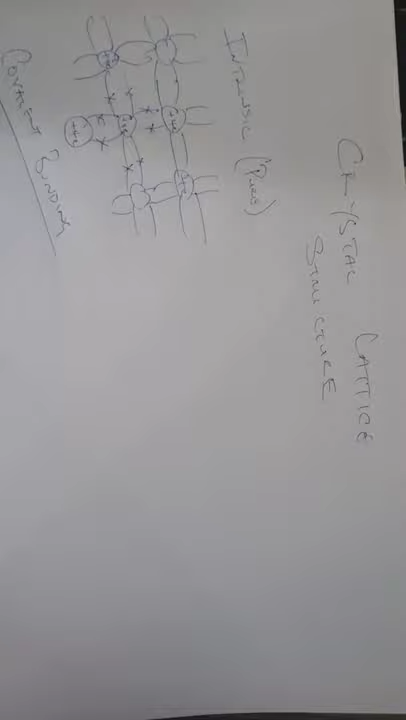 CRYSTAL LATTICE
STRUCTURE
INTRINSIC (PURE)
COVALENT BONDING